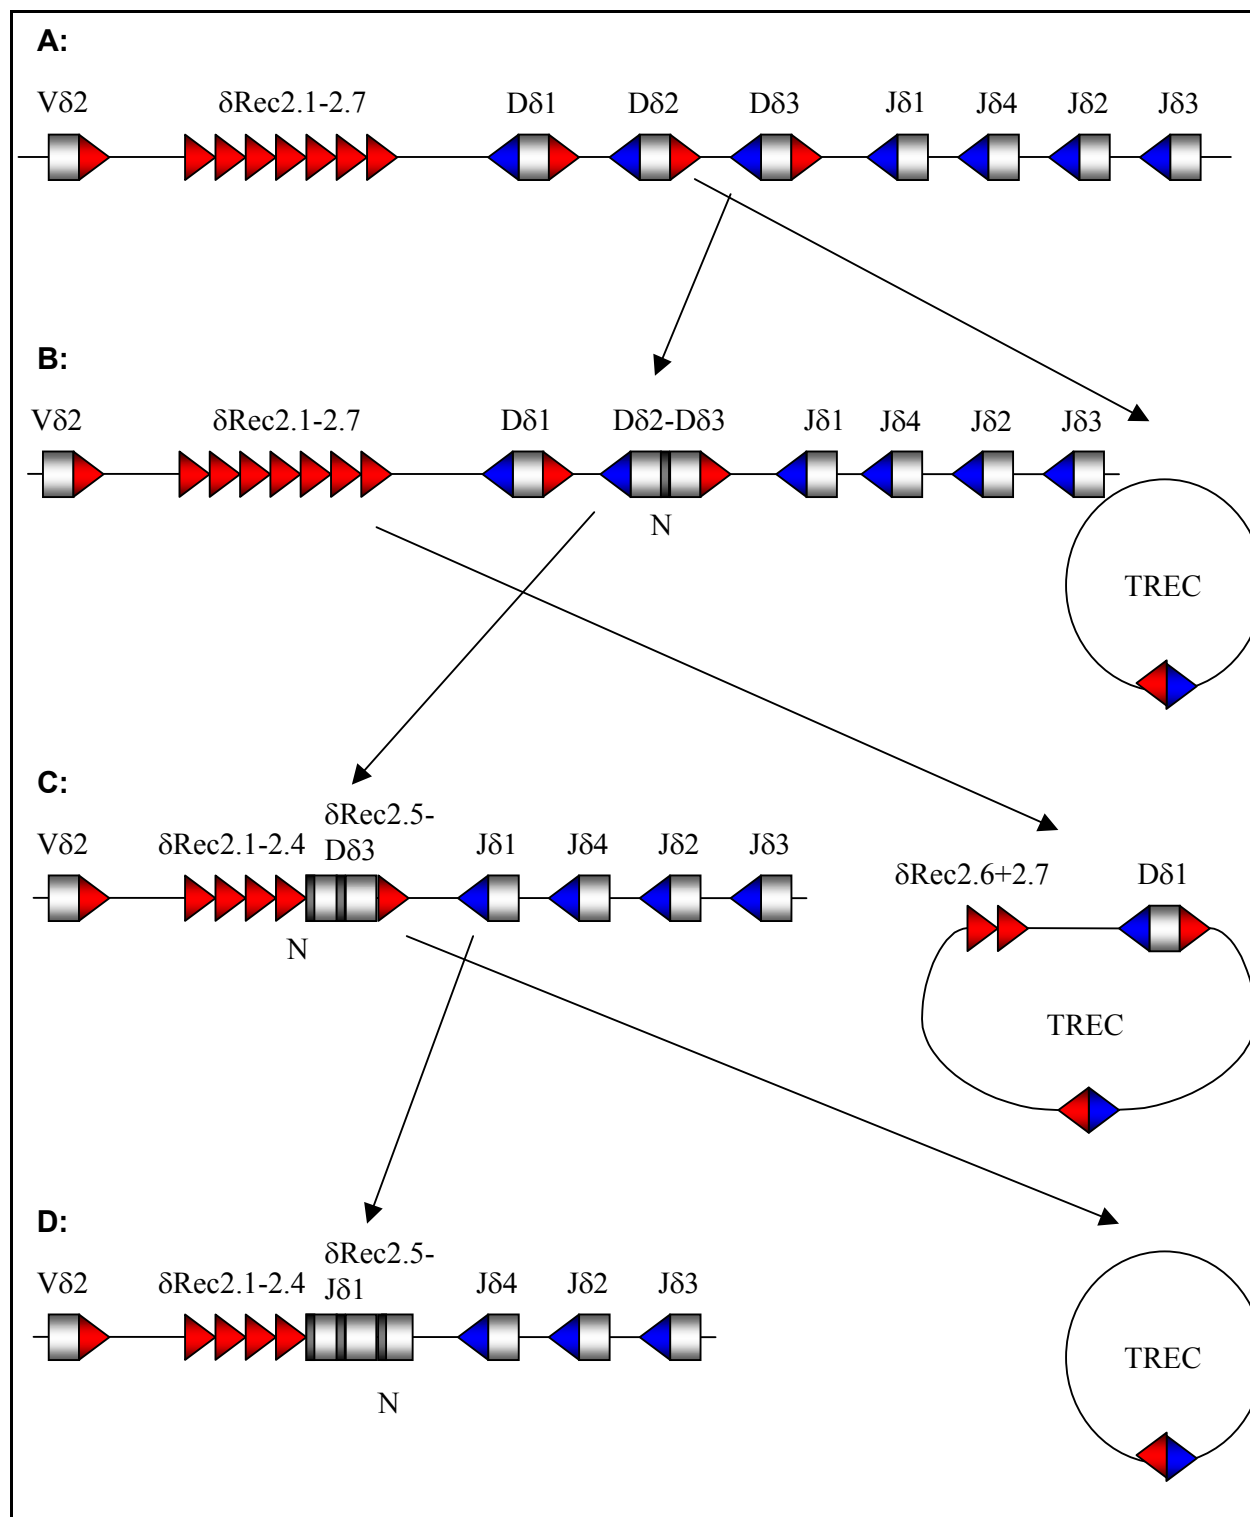 A:
Vδ2 δRec2.1-2.7 Dδ1 Dδ2 Dδ3 Jδ1 Jδ4 Jδ2 Jδ3
B:
Vδ2 δRec2.1-2.7 Dδ1 Dδ2-Dδ3 Jδ1 Jδ4 Jδ2 Jδ3
N
TREC
C:
δRec2.5-
Vδ2 δRec2.1-2.4 Dδ3 Jδ1 Jδ4 Jδ2 Jδ3
δRec2.6+2.7 Dδ1
N
TREC
D:
δRec2.5-
Vδ2 δRec2.1-2.4 Jδ1 Jδ4 Jδ2 Jδ3
TREC
N